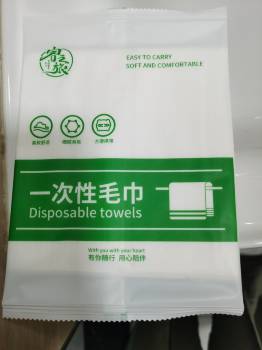 EASY TO CARRY
SOFT AND COMFORTABLE
一次性毛巾
Disposable towels
With you with your heart
有你随行 用心陪伴